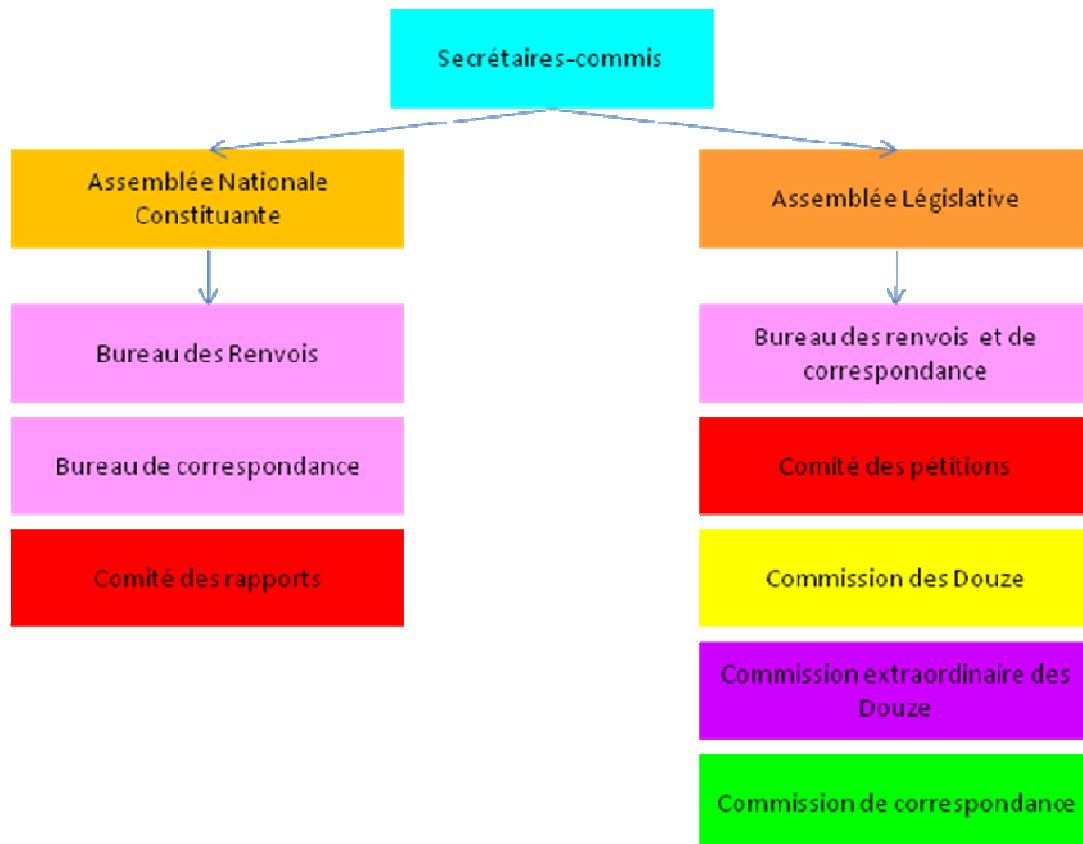 Secrétaires-commis
Assemblée Nationale
Constituante
Assemblée Législative
Bureau des Renvois
Bureau des renvois et de
correspondance
Bureau de correspondance
Comité des pétitions
Comité des rapports
Commission des Douze
Commission extraordinaire des
Douze
Commission de correspondance